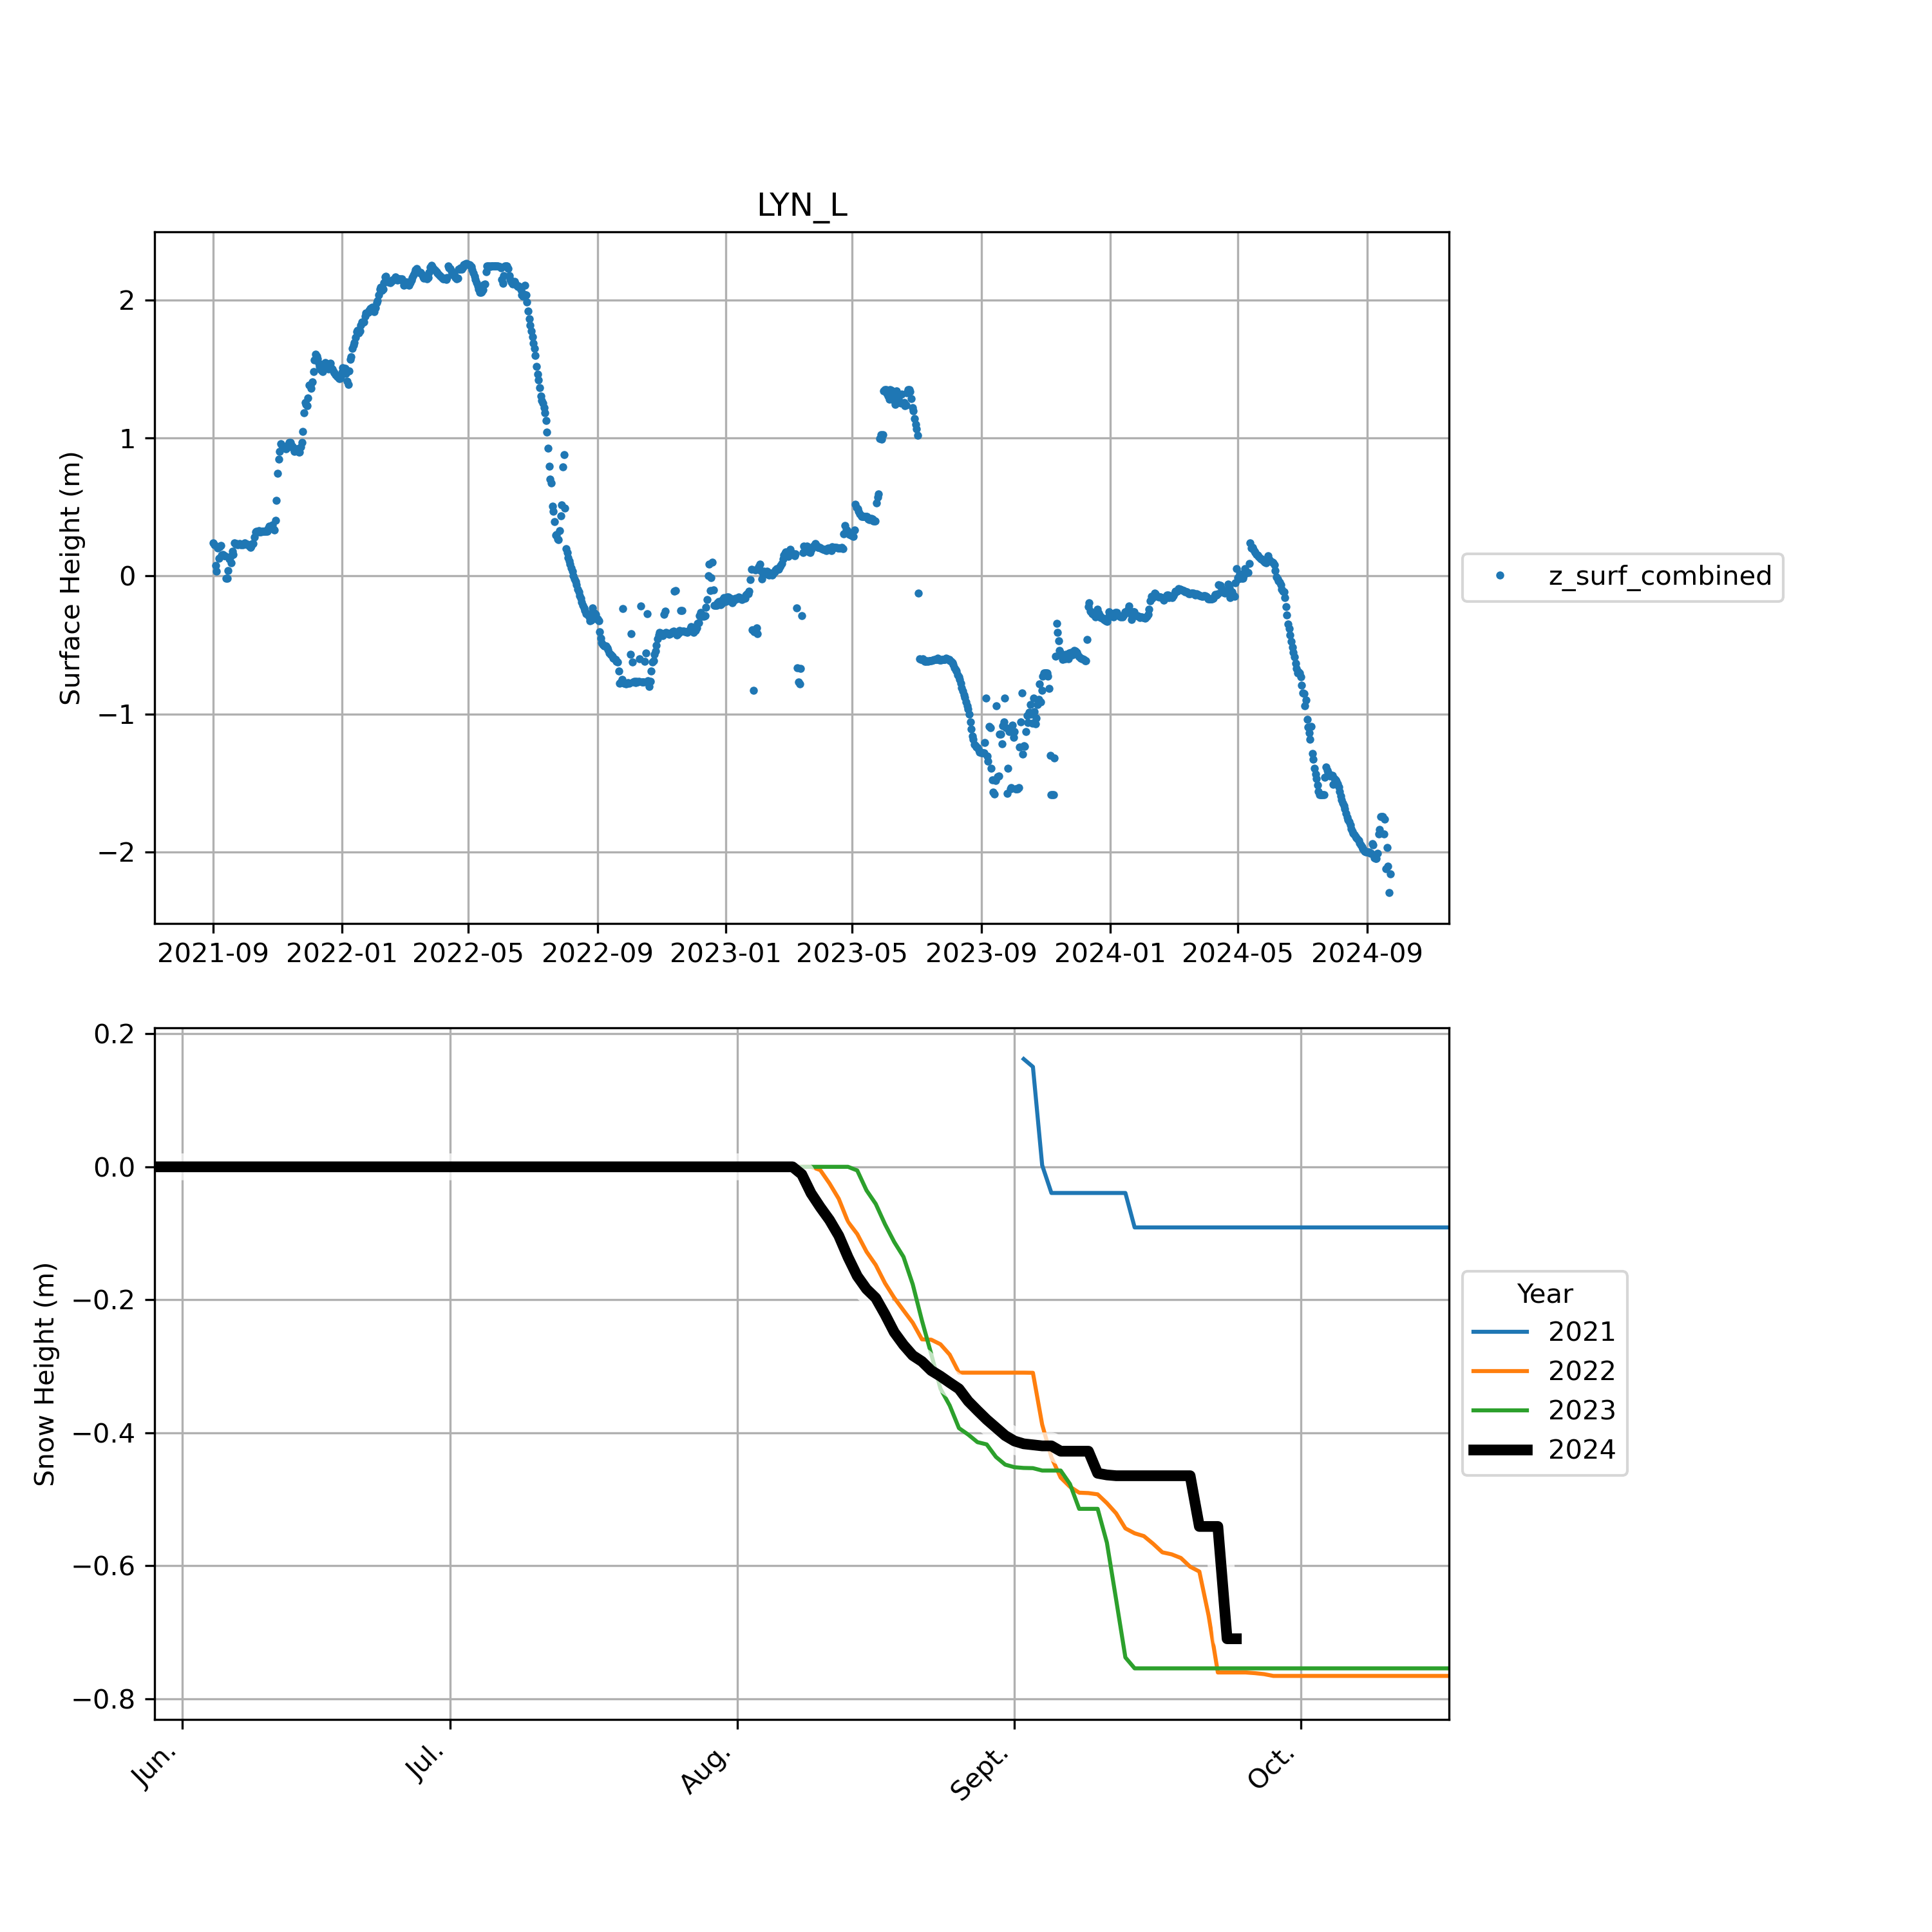 LYN_L
Surface Height (m)
2
1
0
−1
−2
2021-09 2022-01 2022-05 2022-09 2023-01 2023-05 2023-09 2024-01 2024-05 2024-09
z_surf_combined
Snow Height (m)
0.2
0.0
−0.2
−0.4
−0.6
−0.8
Jun. Jul. Aug. Sept. Oct.
Year
2021
2022
2023
2024